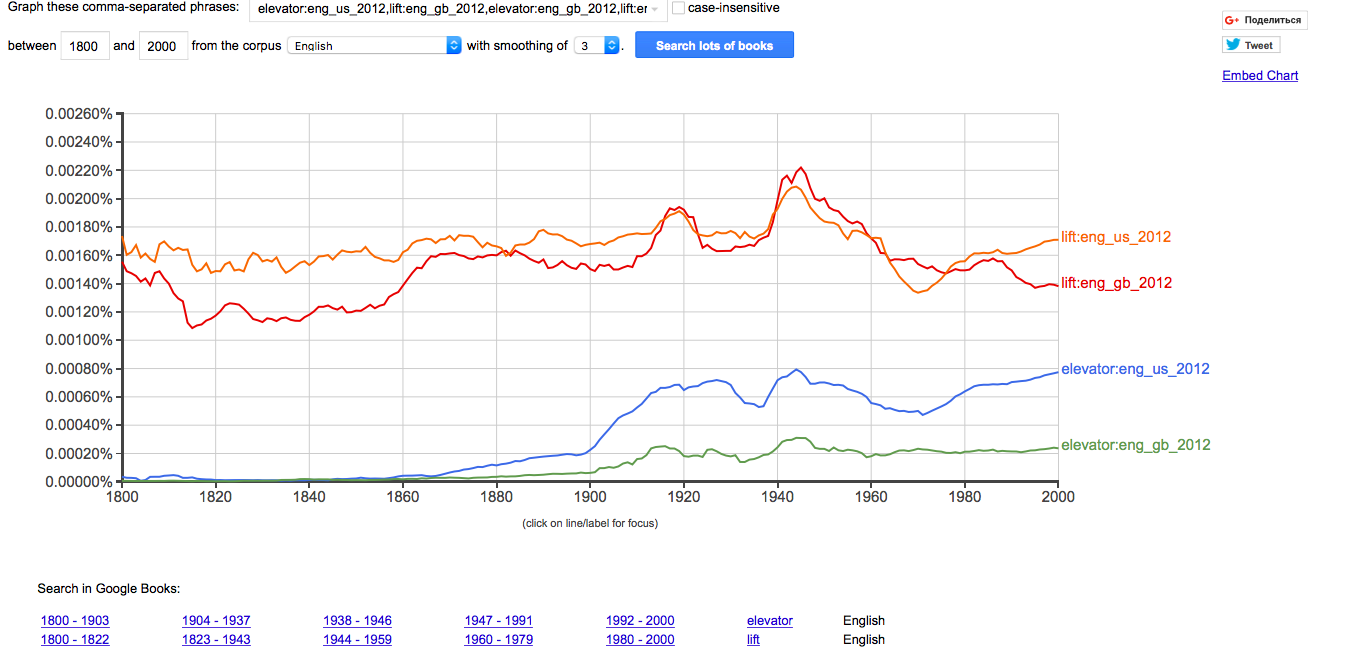 Graph these comma-separated phrases: elevator:eng_us_2012,lift:eng_gb_2012,elevator:eng_gb_2012,lift:er case-insensitive
between 1800 and 2000 from the corpus English with smoothing of 3 . Search lots of books
G+ Поделиться
Tweet
Embed Chart
0.00260%
0.00240%
0.00220%
0.00200%
0.00180%
0.00160%
0.00140%
0.00120%
0.00100%
0.00080%
0.00060%
0.00040%
0.00020%
0.00000%
lift:eng_us_2012
lift:eng_gb_2012
elevator:eng_us_2012
elevator:eng_gb_2012
1800 1820 1840 1860 1880 1900 1920 1940 1960 1980 2000
(click on line/label for focus)
Search in Google Books:
1800 - 1903 1904 - 1937 1938 - 1946 1947 - 1991 1992 - 2000 elevator English
1800 - 1822 1823 - 1943 1944 - 1959 1960 - 1979 1980 - 2000 lift English